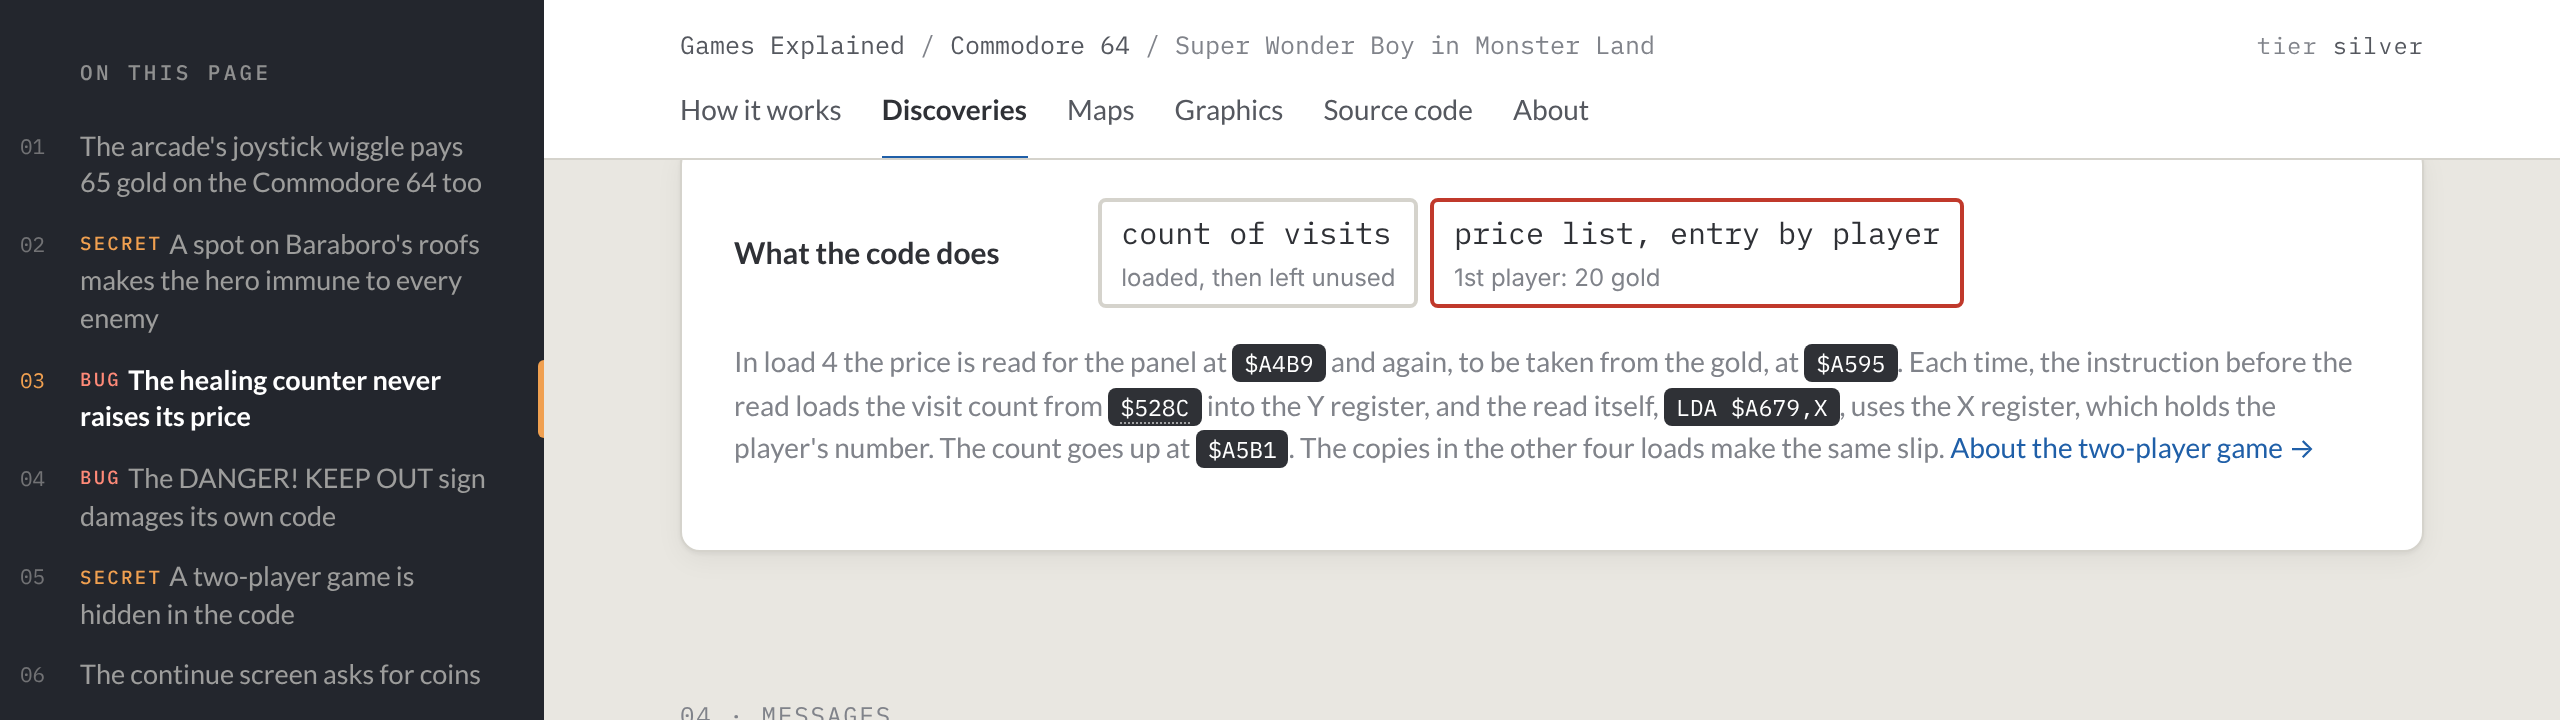 ON THIS PAGE
01 The arcade's joystick wiggle pays
65 gold on the Commodore 64 too
02 SECRET A spot on Baraboro's roofs
makes the hero immune to every
enemy
03 BUG The healing counter never
raises its price
04 BUG The DANGER! KEEP OUT sign
damages its own code
05 SECRET A two-player game is
hidden in the code
06 The continue screen asks for coins
Games Explained / Commodore 64 / Super Wonder Boy in Monster Land
tier silver
How it works Discoveries Maps Graphics Source code About
What the code does
count of visits
loaded, then left unused
price list, entry by player
1st player: 20 gold
In load 4 the price is read for the panel at $A4B9 and again, to be taken from the gold, at $A595. Each time, the instruction before the
read loads the visit count from $528C into the Y register, and the read itself, LDA $A679,X, uses the X register, which holds the
player's number. The count goes up at $A5B1. The copies in the other four loads make the same slip. About the two-player game →
04 · MESSAGES